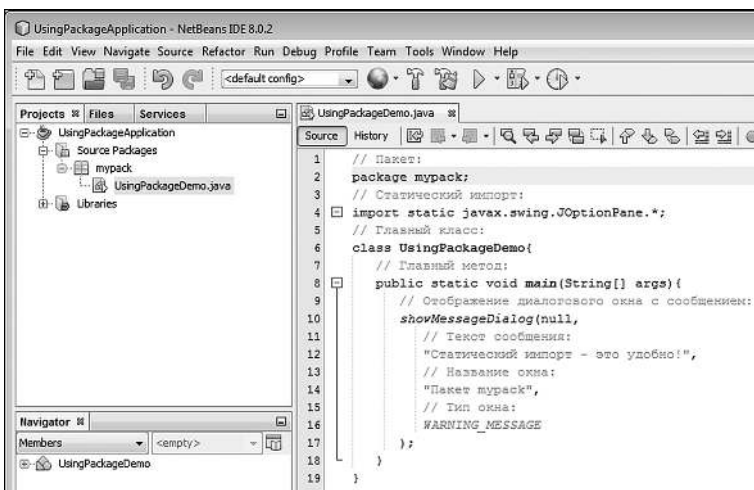 UsingPackageApplication - NetBeans IDE 8.0.2
File Edit View Navigate Source Refactor Run Debug Profile Team Tools Window Help
<default config>
Projects Files Services
UsingPackageApplication
Source Packages
mypack
UsingPackageDemo.java
Libraries
Navigator
Members <empty>
UsingPackageDemo
UsingPackageDemo.java
Source History
1 // Пакет:
2 package mypack;
3 // Статический импорт:
4 import static javax.swing.JOptionPane.*;
5 // Главный класс:
6 class UsingPackageDemo{
7 // Главный метод:
8 public static void main(String[] args){
9 // Отображение диалогового окна с сообщением:
10 showMessageDialog(null,
11 // Текст сообщения:
12 "Статический импорт - это удобно!",
13 // Название окна:
14 "Пакет mypack",
15 // Тип окна:
16 WARNING_MESSAGE
17 );
18 }
19 }